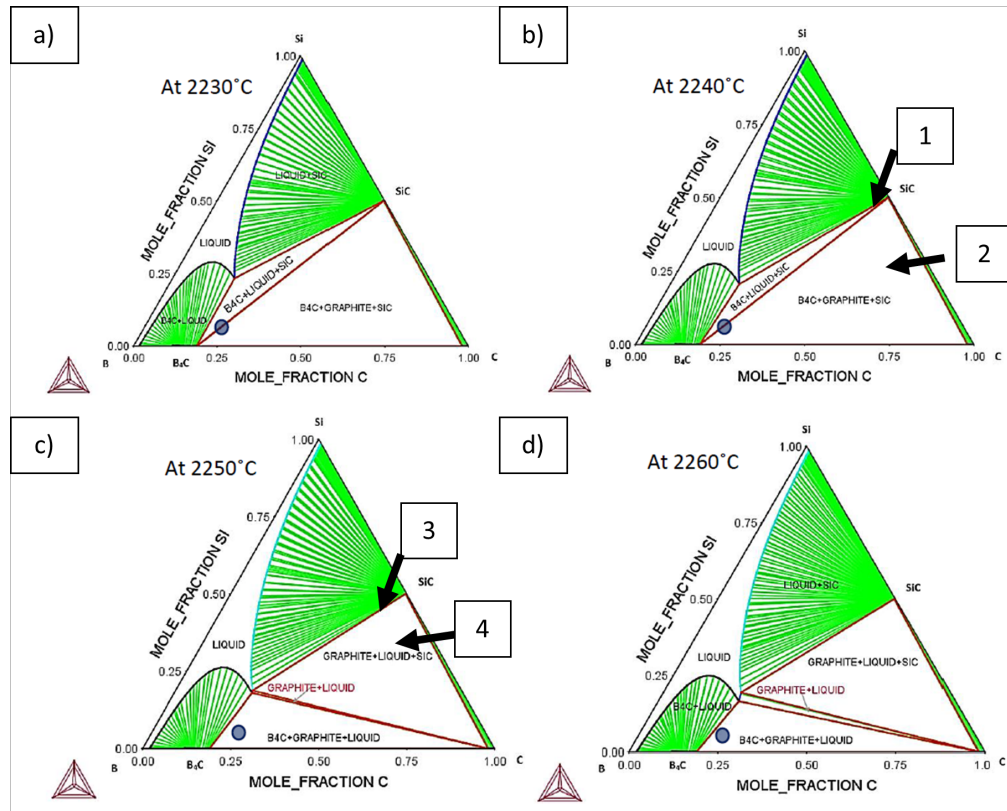 a)
At 2230˚C
Si
1.00
0.75
0.50
0.25
0.00
MOLE_FRACTION SI
LIQUID+SIC
SiC
LIQUID
B4C+LIQUID+SIC
B4C+LIQUID
B4C+GRAPHITE+SIC
0.00 0.25 0.50 0.75 1.00
B B₄C C
MOLE_FRACTION C
b)
At 2240˚C
Si
1.00
0.75
0.50
0.25
0.00
MOLE_FRACTION SI
1
SiC
2
LIQUID
B4C+LIQUID+SIC
B4C+GRAPHITE+SIC
0.00 0.25 0.50 0.75 1.00
B B₄C C
MOLE_FRACTION C
c)
At 2250˚C
Si
1.00
0.75
0.50
0.25
0.00
MOLE_FRACTION SI
3
SiC
4
LIQUID
GRAPHITE+LIQUID+SIC
GRAPHITE+LIQUID
B4C+GRAPHITE+LIQUID
0.00 0.25 0.50 0.75 1.00
B B₄C C
MOLE_FRACTION C
d)
At 2260˚C
Si
1.00
0.75
0.50
0.25
0.00
MOLE_FRACTION SI
LIQUID+SIC
SiC
LIQUID
GRAPHITE+LIQUID+SIC
GRAPHITE+LIQUID
B4C+LIQUID
B4C+GRAPHITE+LIQUID
0.00 0.25 0.50 0.75 1.00
B B₄C C
MOLE_FRACTION C